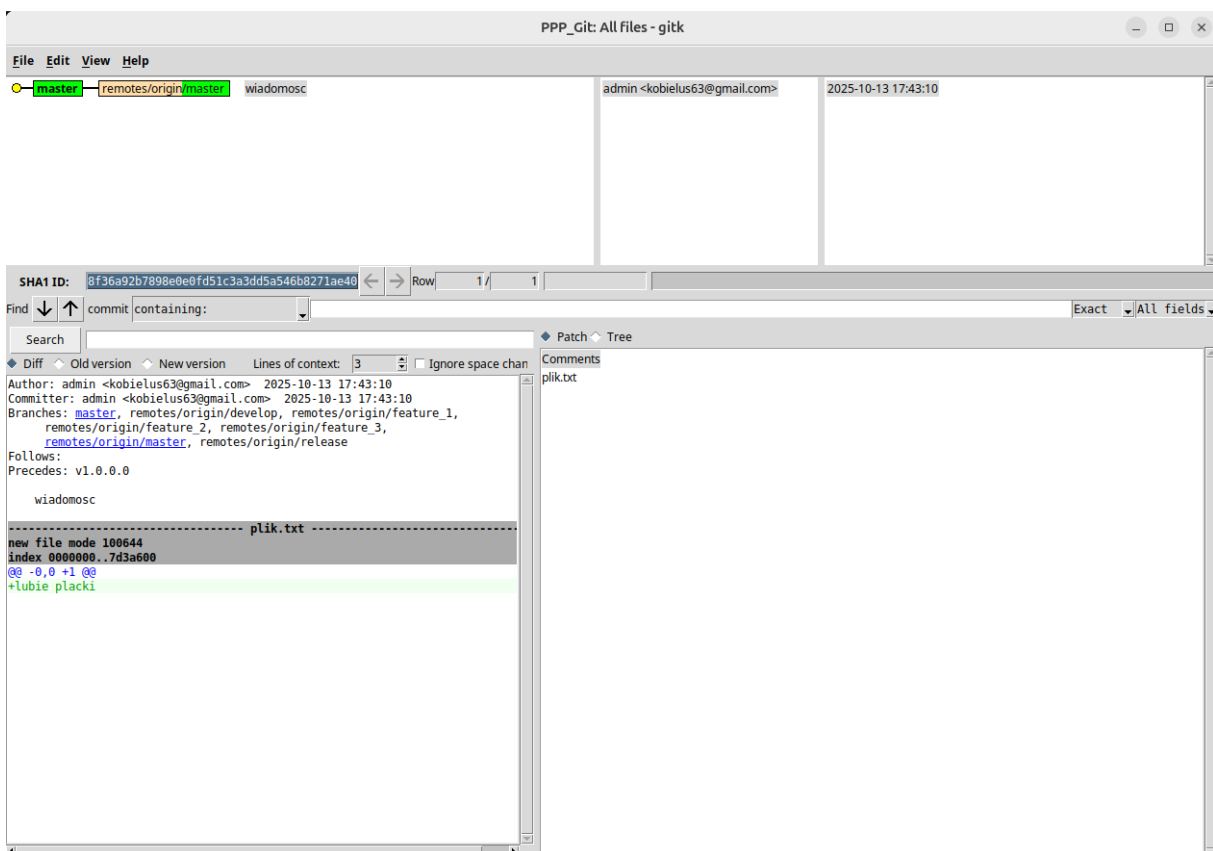 PPP_Git: All files - gitk
File Edit View Help
master remotes/origin/master wiadomosc admin <kobielus63@gmail.com> 2025-10-13 17:43:10
SHA1 ID: 8f36a92b7898e0e0fd51c3a3dd5a546b8271ae40 Row 1/ 1
Find commit containing: Exact All fields
Search
Patch Tree
Diff Old version New version Lines of context: 3 Ignore space chan
Comments
plik.txt
Author: admin <kobielus63@gmail.com> 2025-10-13 17:43:10
Committer: admin <kobielus63@gmail.com> 2025-10-13 17:43:10
Branches: master, remotes/origin/develop, remotes/origin/feature_1,
remotes/origin/feature_2, remotes/origin/feature_3,
remotes/origin/master, remotes/origin/release
Follows:
Precedes: v1.0.0.0
wiadomosc
---------------------------------- plik.txt ------------------------------
new file mode 100644
index 0000000..7d3a600
@@ -0,0 +1 @@
+lubie placki